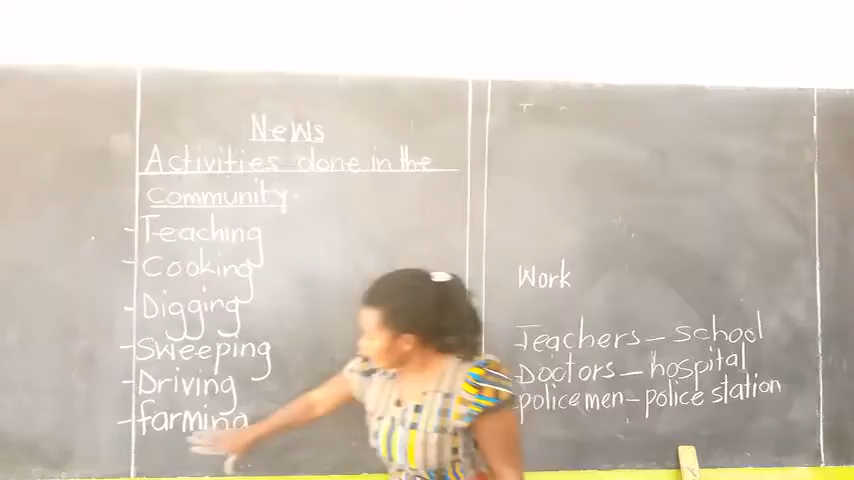 News
Activities done in the
Community.
- Teaching
- Cooking
- Digging
- Sweeping
- Driving
- farming
Work
Teachers - school
Doctors - hospital
policemen - police station